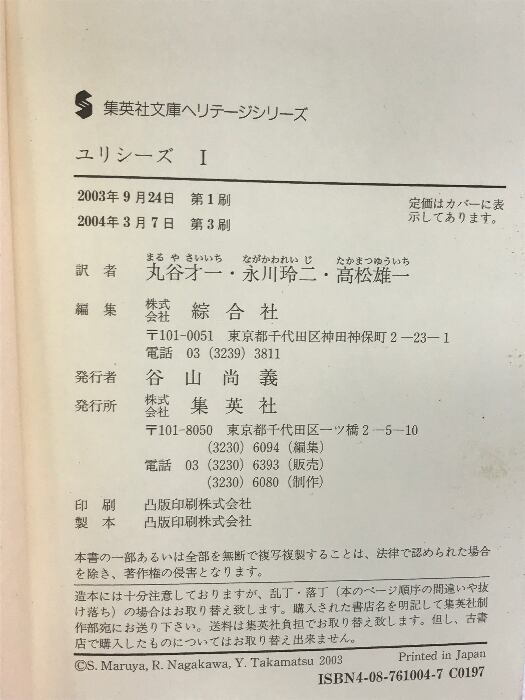 集英社文庫ヘリテージシリーズ
ユリシーズ Ⅰ
2003年9月24日 第1刷
2004年3月7日 第3刷
定価はカバーに表
示してあります。
まるやさいいち ながかわれいじ たかまつゆういち
訳者 丸谷才一・永川玲二・高松雄一
編集 株式会社 綜合社
〒101-0051 東京都千代田区神田神保町2―23―1
電話 03 (3239) 3811
発行者 谷山尚義
発行所 株式会社 集英社
〒101-8050 東京都千代田区一ツ橋2―5―10
(3230) 6094 (編集)
電話 03 (3230) 6393 (販売)
(3230) 6080 (制作)
印刷 凸版印刷株式会社
製本 凸版印刷株式会社
本書の一部あるいは全部を無断で複写複製することは、法律で認められた場合
を除き、著作権の侵害となります。
造本には十分注意しておりますが、乱丁・落丁（本のページ順序の間違いや抜
け落ち）の場合はお取り替え致します。購入された書店名を明記して集英社制
作部宛にお送り下さい。送料は集英社負担でお取り替え致します。但し、古書
店で購入したものについてはお取り替え出来ません。
©S. Maruya, R. Nagakawa, Y. Takamatsu 2003
Printed in Japan
ISBN4-08-761004-7 C0197